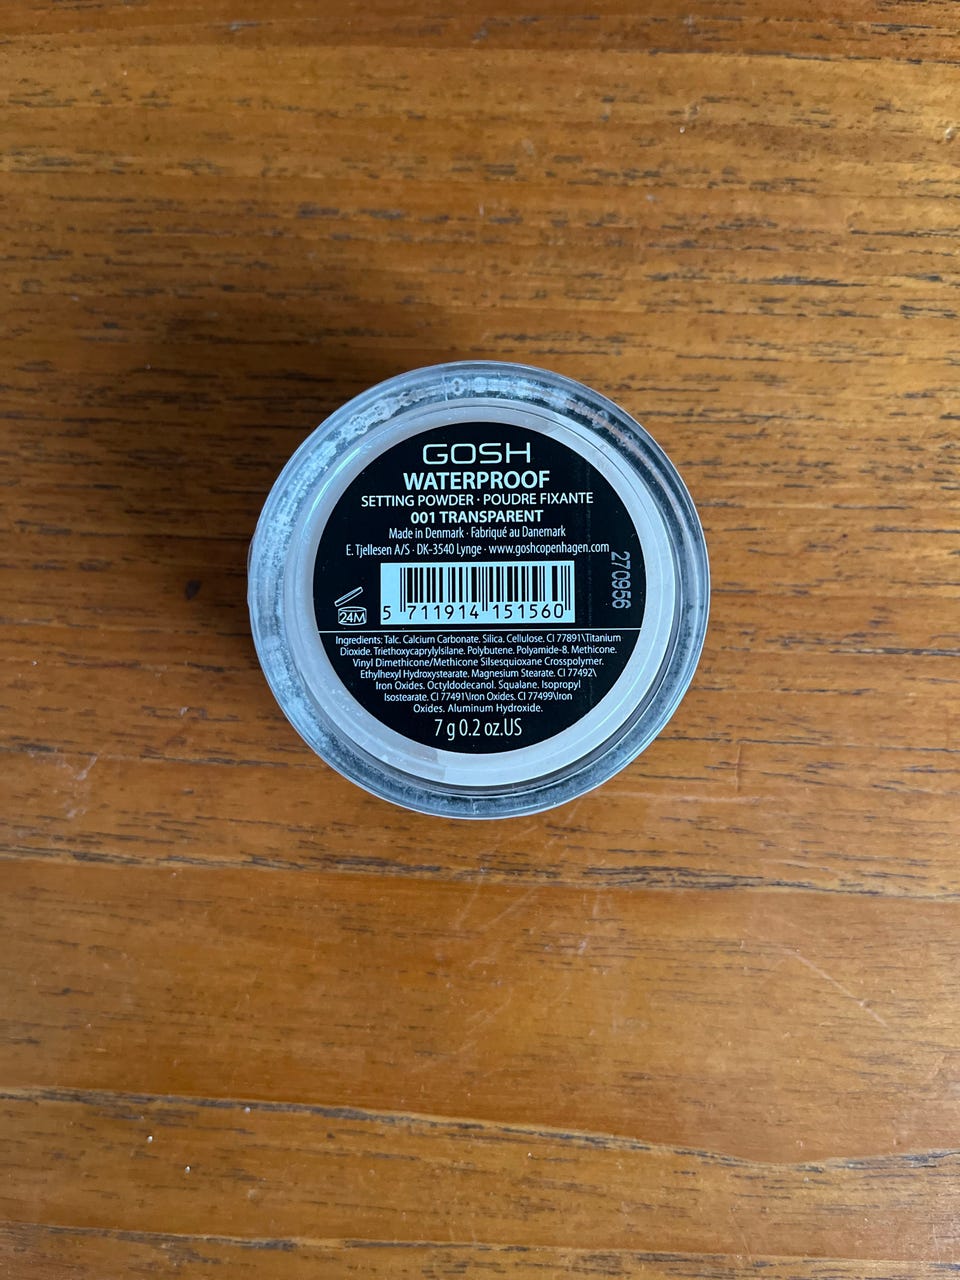 GOSH
WATERPROOF
SETTING POWDER · POUDRE FIXANTE
001 TRANSPARENT
Made in Denmark · Fabriqué au Danemark
E. Tjellesen A/S · DK-3540 Lynge · www.goshcopenhagen.com
270956
24M
5 711914 151560
Ingredients: Talc. Calcium Carbonate. Silica. Cellulose. CI 77891\Titanium
Dioxide. Triethoxycaprylylsilane. Polybutene. Polyamide-8. Methicone.
Vinyl Dimethicone/Methicone Silsesquioxane Crosspolymer.
Ethylhexyl Hydroxystearate. Magnesium Stearate. CI 77492\
Iron Oxides. Octyldodecanol. Squalane. Isopropyl
Isostearate. CI 77491\Iron Oxides. CI 77499\Iron
Oxides. Aluminum Hydroxide.
7 g 0.2 oz.US